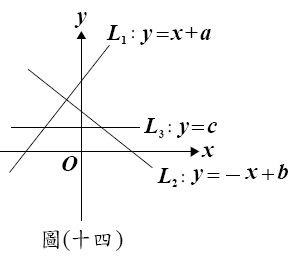 y
L₁: y=x+a
L₃: y=c
x
O
L₂: y=−x+b
圖(十四)